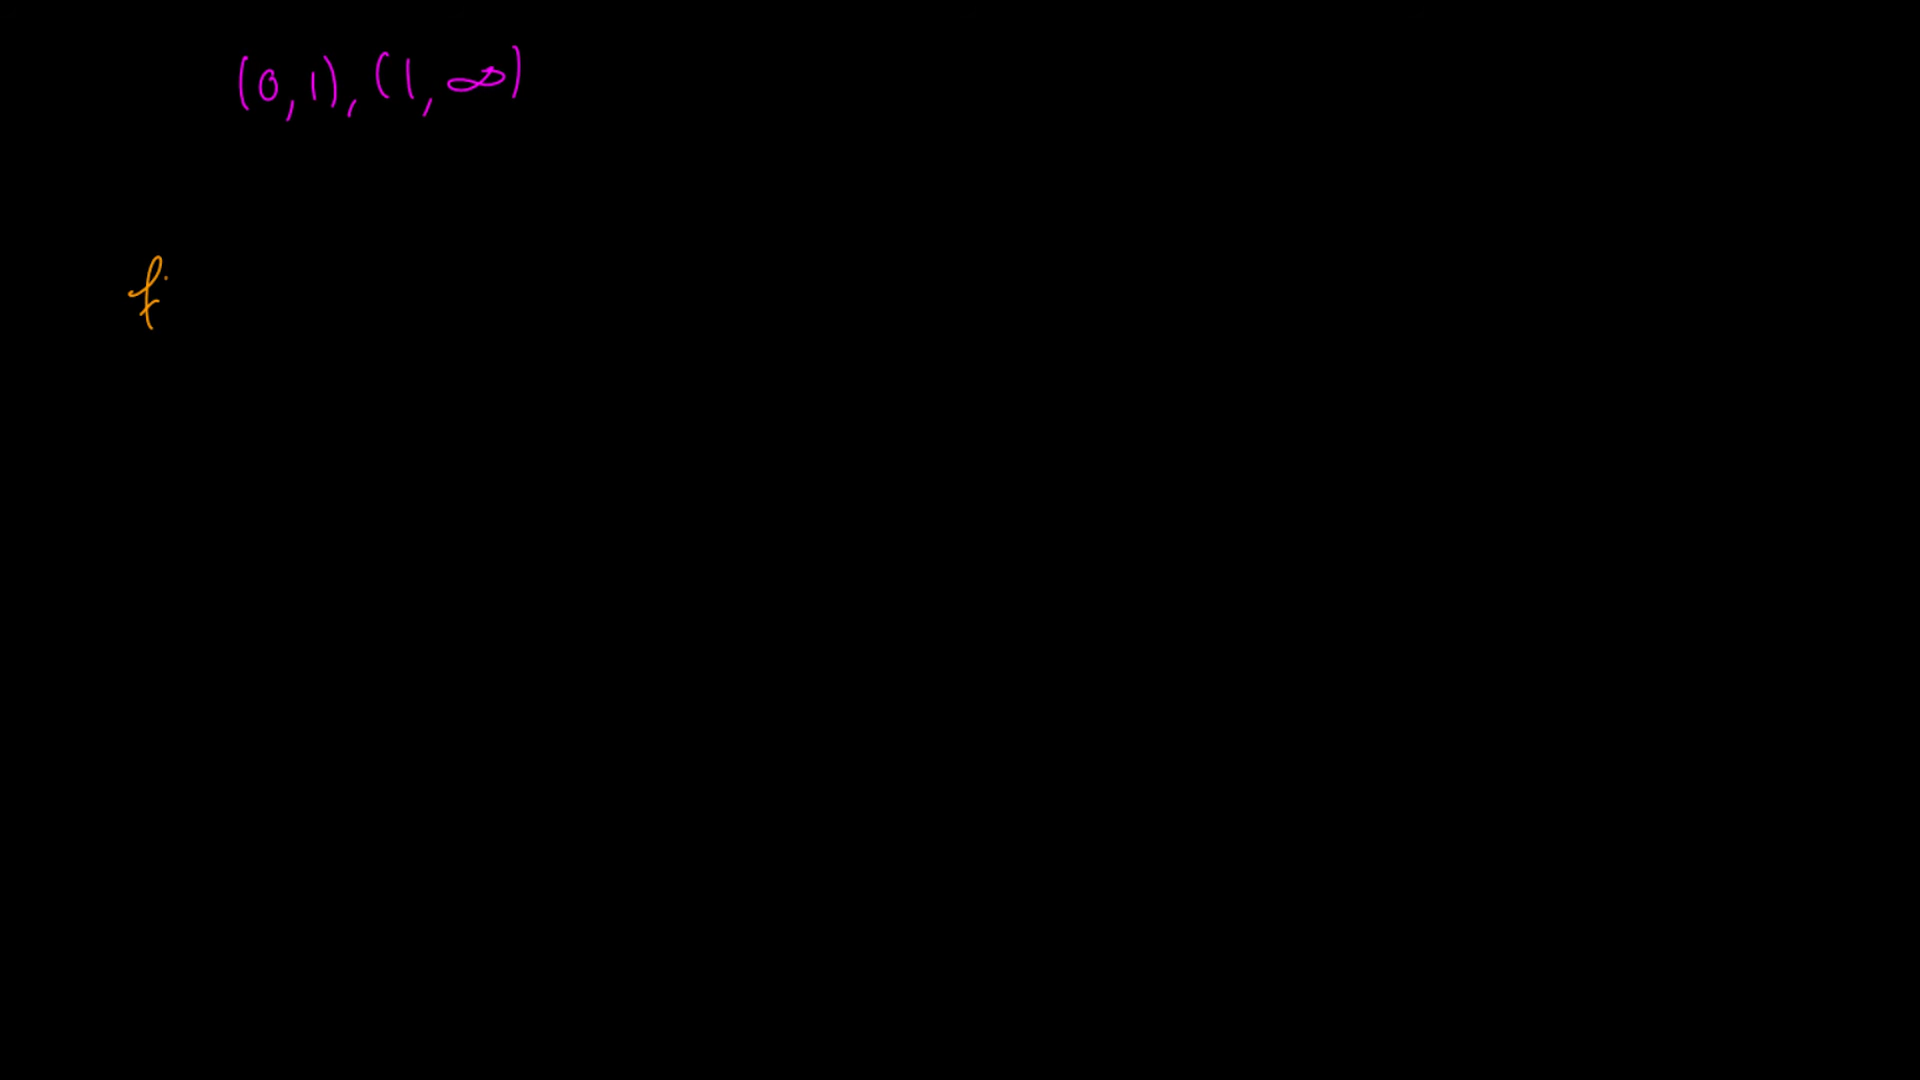 (0, 1), (1, ∞)
f